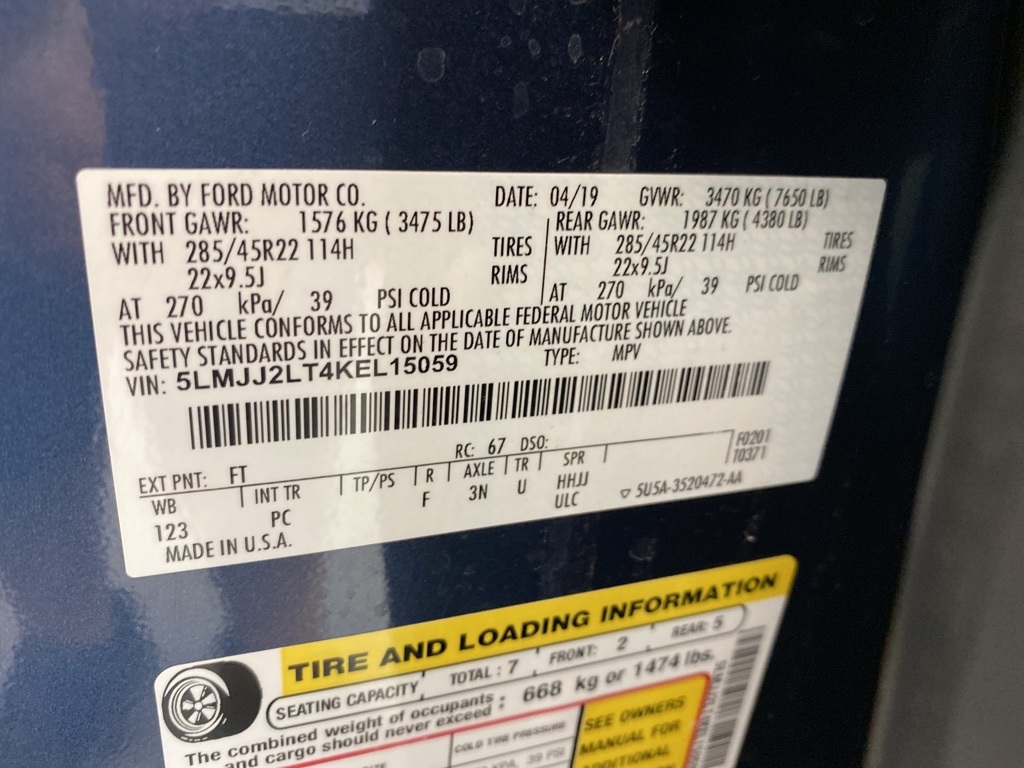 MFD. BY FORD MOTOR CO. DATE: 04/19 GVWR: 3470 KG ( 7650 LB)
FRONT GAWR: 1576 KG ( 3475 LB) REAR GAWR: 1987 KG ( 4380 LB)
WITH 285/45R22 114H TIRES WITH 285/45R22 114H TIRES
22x9.5J RIMS 22x9.5J RIMS
AT 270 kPa/ 39 PSI COLD AT 270 kPa/ 39 PSI COLD
THIS VEHICLE CONFORMS TO ALL APPLICABLE FEDERAL MOTOR VEHICLE
SAFETY STANDARDS IN EFFECT ON THE DATE OF MANUFACTURE SHOWN ABOVE.
VIN: 5LMJJ2LT4KEL15059 TYPE: MPV
EXT PNT: FT RC: 67 DSO: F0201
WB INT TR TP/PS R AXLE TR SPR T0371
123 PC F 3N U HHJJ
ULC ▽ 5U5A-3520472-AA
MADE IN U.S.A.
TIRE AND LOADING INFORMATION
SEATING CAPACITY TOTAL : 7 FRONT: 2 REAR: 5
The combined weight of occupants : 668 kg or 1474 lbs.
and cargo should never exceed
COLD TIRE PRESSURE
39 PSI
SEE OWNERS
MANUAL FOR
ADDITIONAL